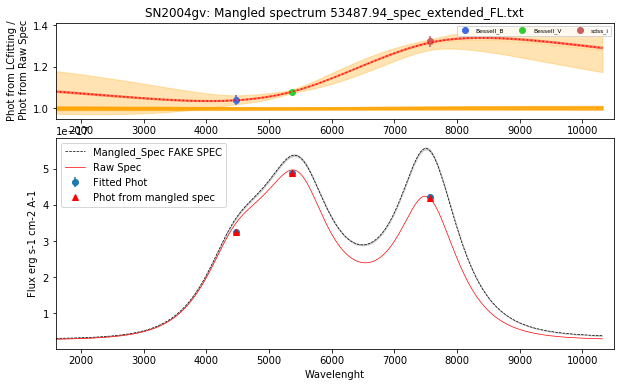 SN2004gv: Mangled spectrum 53487.94_spec_extended_FL.txt
Phot from LCfitting /
Phot from Raw Spec
1.4
1.2
1.0
Bessell_B
Bessell_V
sdss_i
2000 3000 4000 5000 6000 7000 8000 9000 10000
1e−17
Flux erg s-1 cm-2 A-1
5
4
3
2
1
Mangled_Spec FAKE SPEC
Raw Spec
Fitted Phot
Phot from mangled spec
2000 3000 4000 5000 6000 7000 8000 9000 10000
Wavelenght